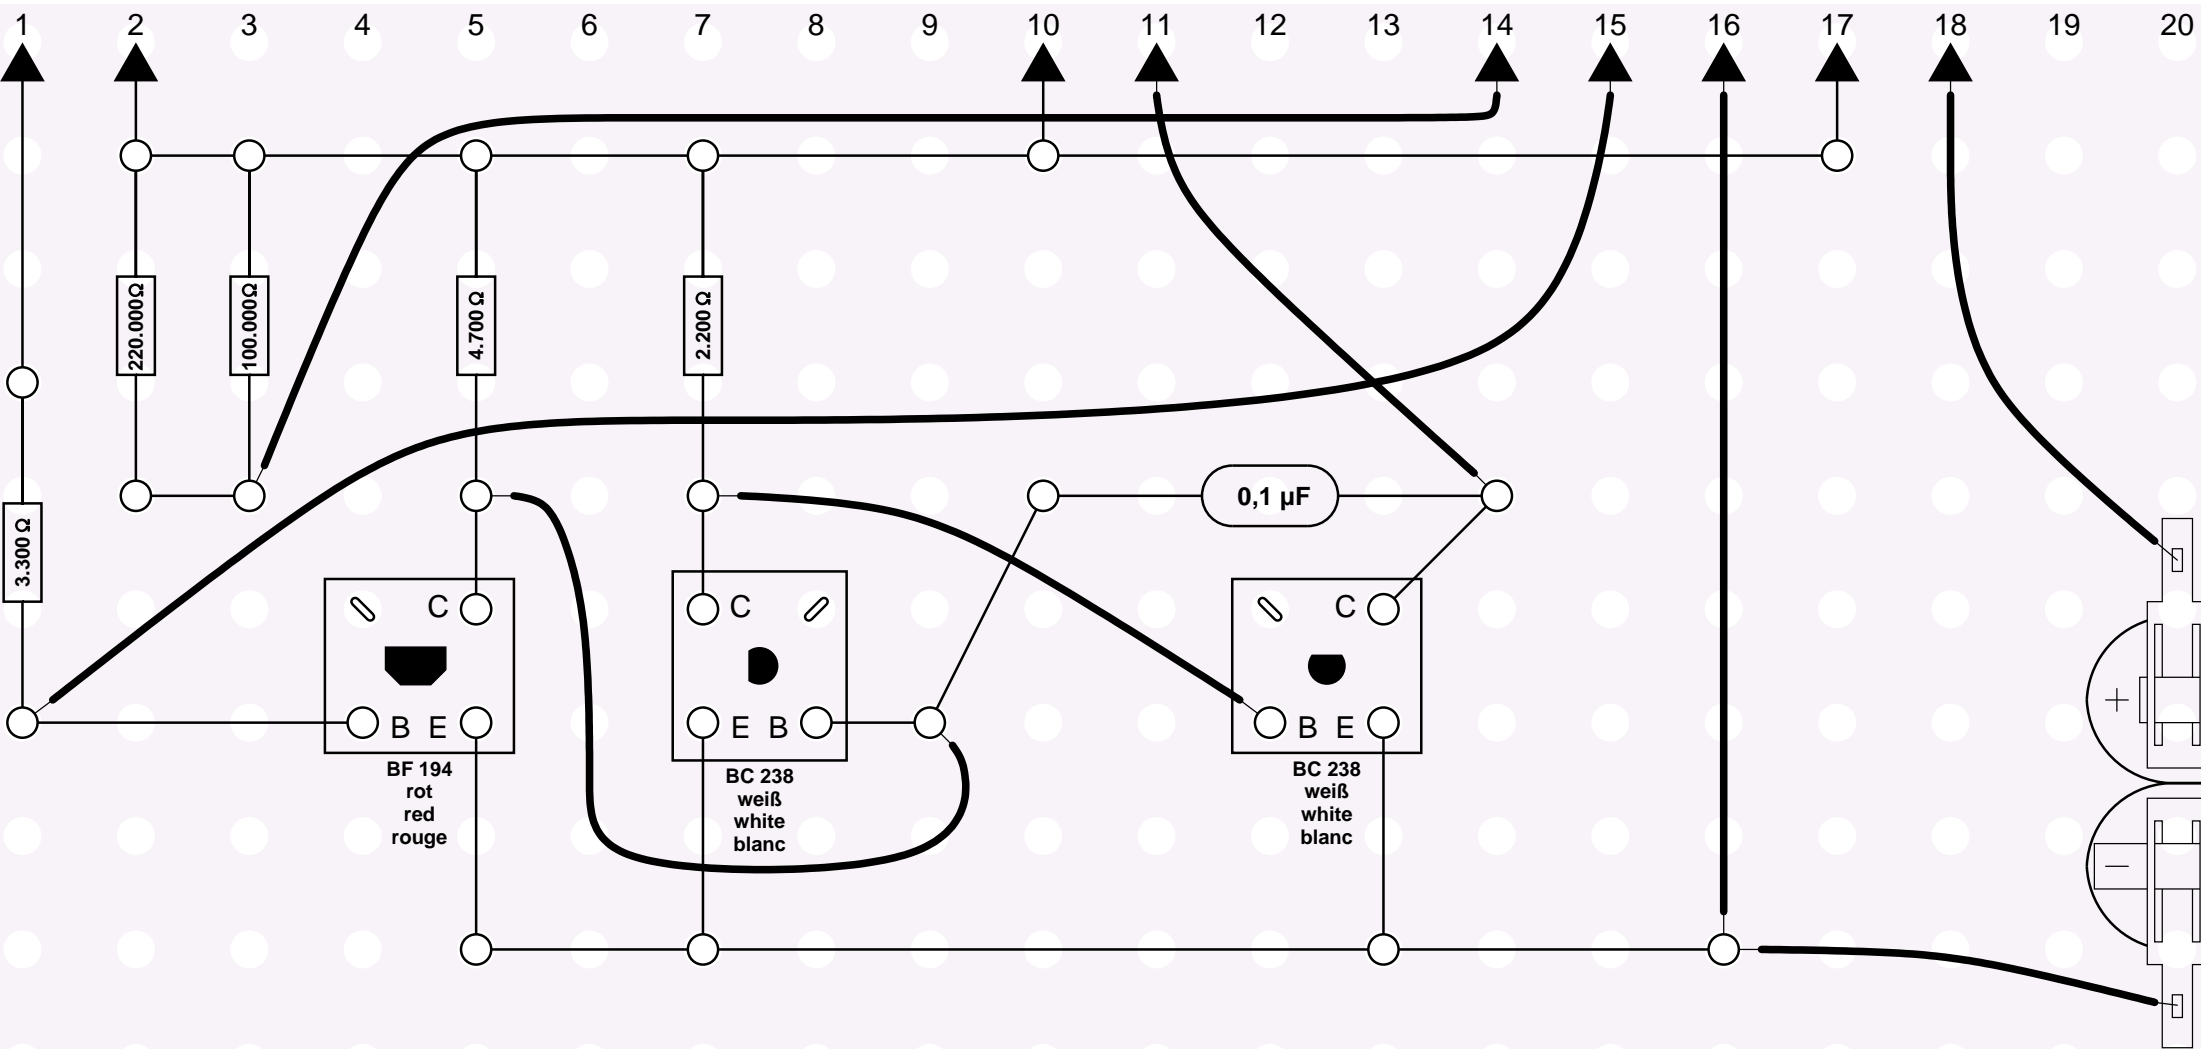 1 2 3 4 5 6 7 8 9 10 11 12 13 14 15 16 17 18 19 20
220.000Ω
100.000Ω
4.700 Ω
2.200 Ω
3.300 Ω
0,1 µF
C
B E
BF 194
rot
red
rouge
C
E B
BC 238
weiß
white
blanc
C
B E
BC 238
weiß
white
blanc
+
−